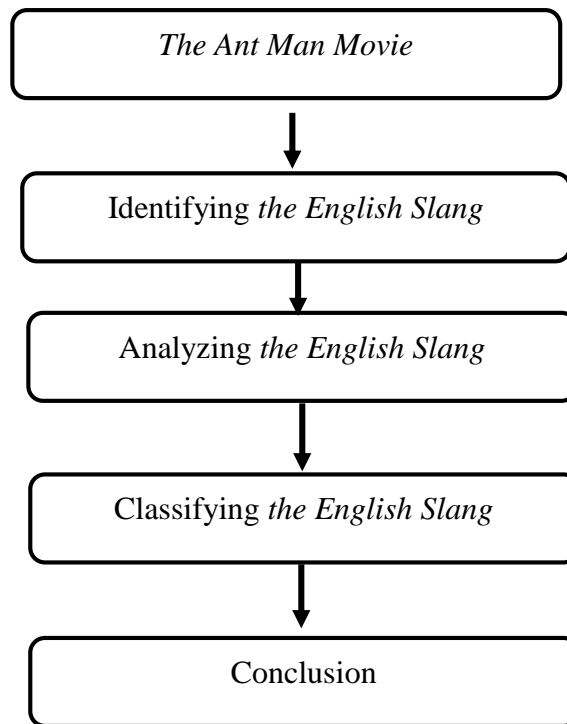 The Ant Man Movie
Identifying the English Slang
Analyzing the English Slang
Classifying the English Slang
Conclusion